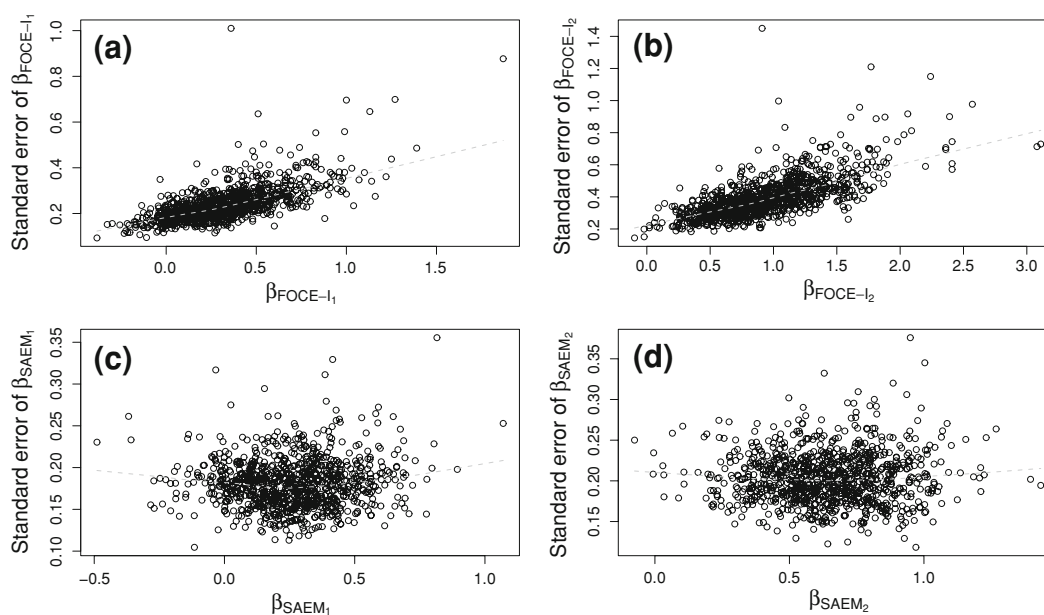 (a)
Standard error of βFOCE−I1
0.2 0.4 0.6 0.8 1.0
0.0 0.5 1.0 1.5
βFOCE−I1
(b)
Standard error of βFOCE−I2
0.2 0.4 0.6 0.8 1.0 1.2 1.4
0.0 0.5 1.0 1.5 2.0 2.5 3.0
βFOCE−I2
(c)
Standard error of βSAEM1
0.10 0.15 0.20 0.25 0.30 0.35
−0.5 0.0 0.5 1.0
βSAEM1
(d)
Standard error of βSAEM2
0.15 0.20 0.25 0.30 0.35
0.0 0.5 1.0
βSAEM2